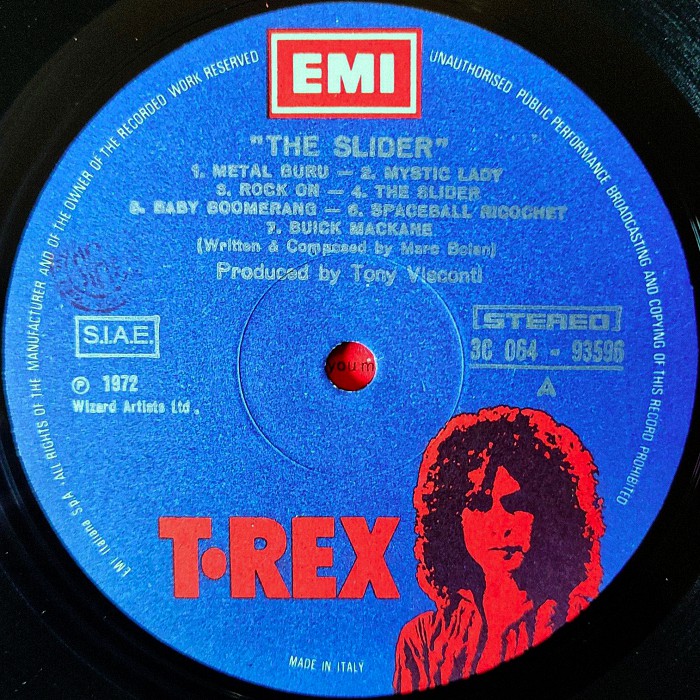 EMI
"THE SLIDER"
1. METAL GURU — 2. MYSTIC LADY
3. ROCK ON — 4. THE SLIDER
5. BABY BOOMERANG — 6. SPACEBALL RICOCHET
7. BUICK MACKANE
(Written & Composed by Marc Bolan)
Produced by Tony Visconti
S.I.A.E.
STEREO
3C 064 - 93596
A
℗ 1972
Wizard Artists Ltd.
you m
T•REX
MADE IN ITALY
EMI Italiana SpA • ALL RIGHTS OF THE MANUFACTURER AND OF THE OWNER OF THE RECORDED WORK RESERVED
UNAUTHORISED PUBLIC PERFORMANCE BROADCASTING AND COPYING OF THIS RECORD PROHIBITED